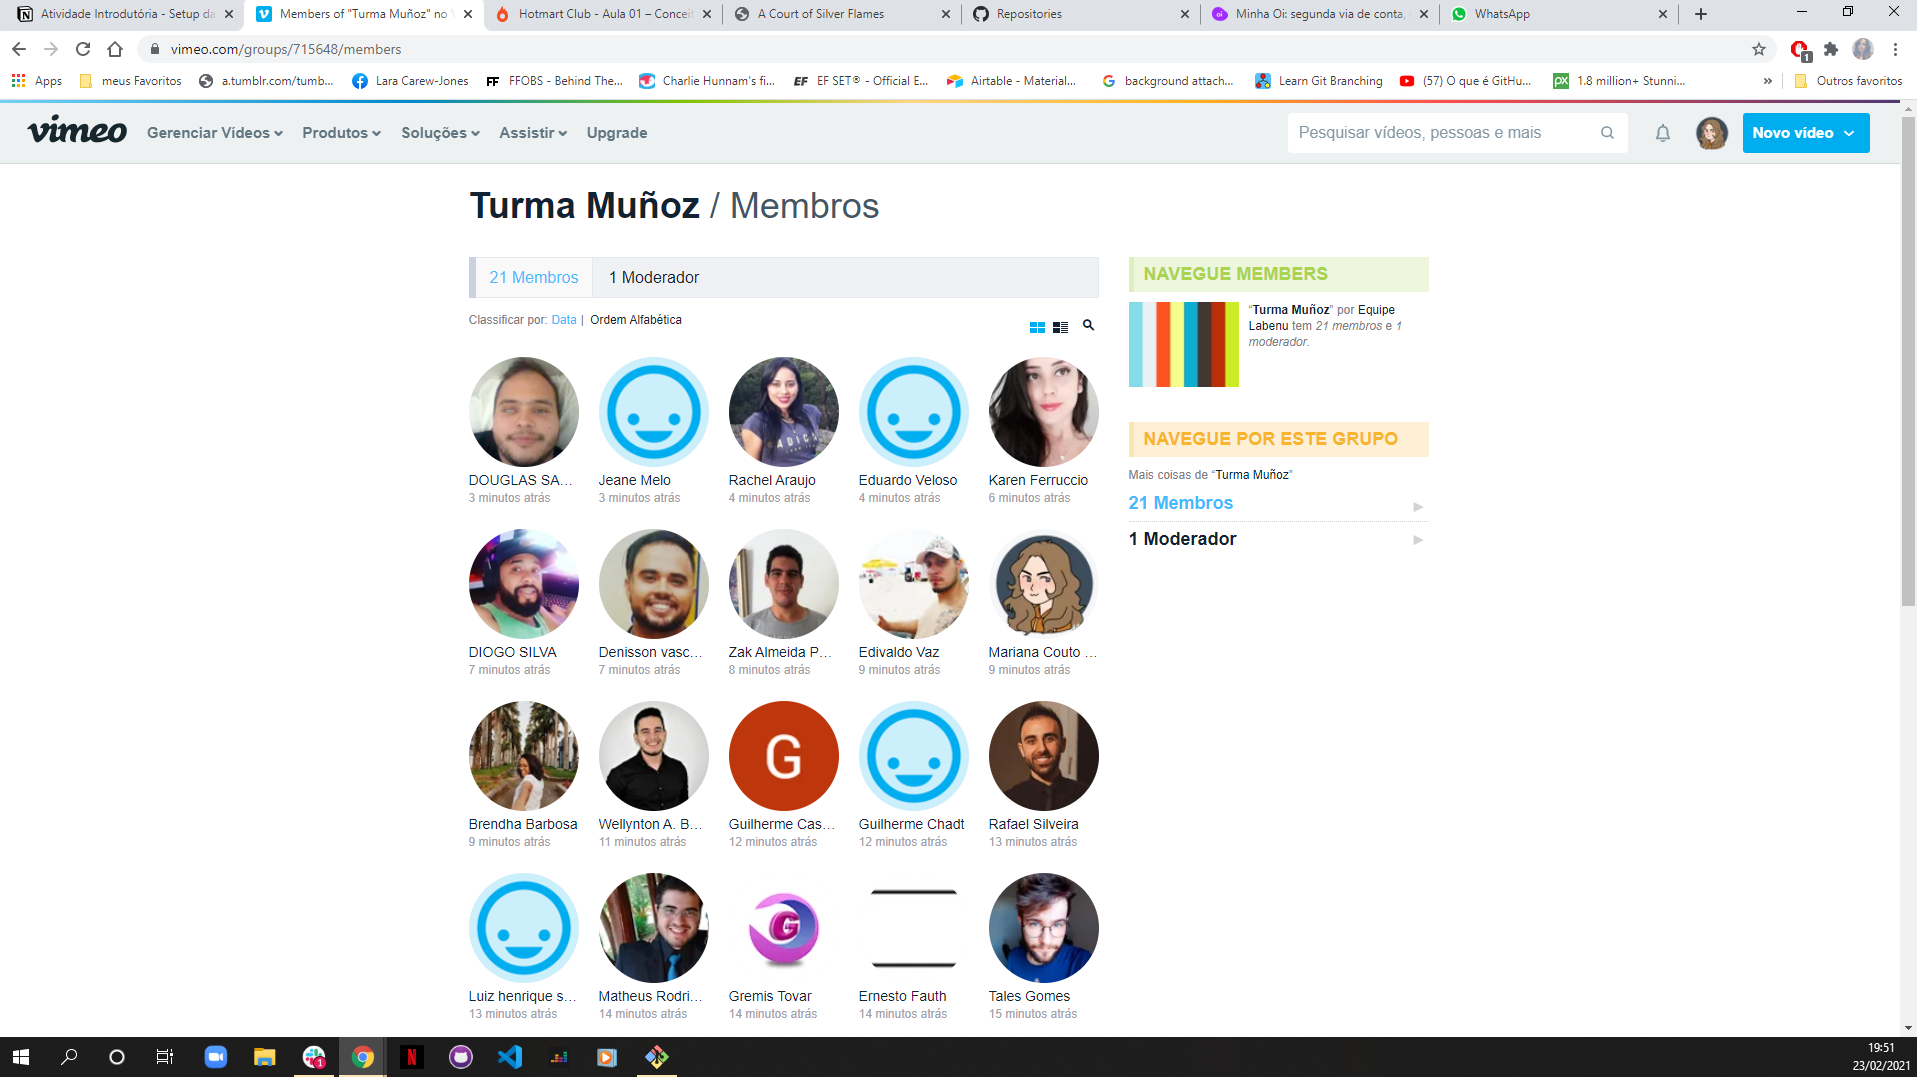 Atividade Introdutória - Setup da
Members of "Turma Muñoz" no V
Hotmart Club - Aula 01 – Conceit
A Court of Silver Flames
Repositories
Minha Oi: segunda via de conta,
WhatsApp
vimeo.com/groups/715648/members
1
Apps
meus Favoritos
a.tumblr.com/tumb...
Lara Carew-Jones
FF FFOBS - Behind The...
Charlie Hunnam's fi...
EF EF SET® - Official E...
Airtable - Material...
background attach...
Learn Git Branching
(57) O que é GitHu...
px 1.8 million+ Stunni...
»
Outros favoritos
vimeo
Gerenciar Vídeos
Produtos
Soluções
Assistir
Upgrade
Pesquisar vídeos, pessoas e mais
Novo vídeo
Turma Muñoz / Membros
21 Membros
1 Moderador
Classificar por: Data | Ordem Alfabética
ADICA
DOUGLAS SA...
3 minutos atrás
Jeane Melo
3 minutos atrás
Rachel Araujo
4 minutos atrás
Eduardo Veloso
4 minutos atrás
Karen Ferruccio
6 minutos atrás
DIOGO SILVA
7 minutos atrás
Denisson vasc...
7 minutos atrás
Zak Almeida P...
8 minutos atrás
Edivaldo Vaz
9 minutos atrás
Mariana Couto ...
9 minutos atrás
G
Brendha Barbosa
9 minutos atrás
Wellynton A. B...
11 minutos atrás
Guilherme Cas...
12 minutos atrás
Guilherme Chadt
12 minutos atrás
Rafael Silveira
13 minutos atrás
G
Luiz henrique s...
13 minutos atrás
Matheus Rodri...
14 minutos atrás
Gremis Tovar
14 minutos atrás
Ernesto Fauth
14 minutos atrás
Tales Gomes
15 minutos atrás
NAVEGUE MEMBERS
“Turma Muñoz” por Equipe
Labenu tem 21 membros e 1
moderador.
NAVEGUE POR ESTE GRUPO
Mais coisas de “Turma Muñoz”
21 Membros
1 Moderador
1
N
19:51
23/02/2021